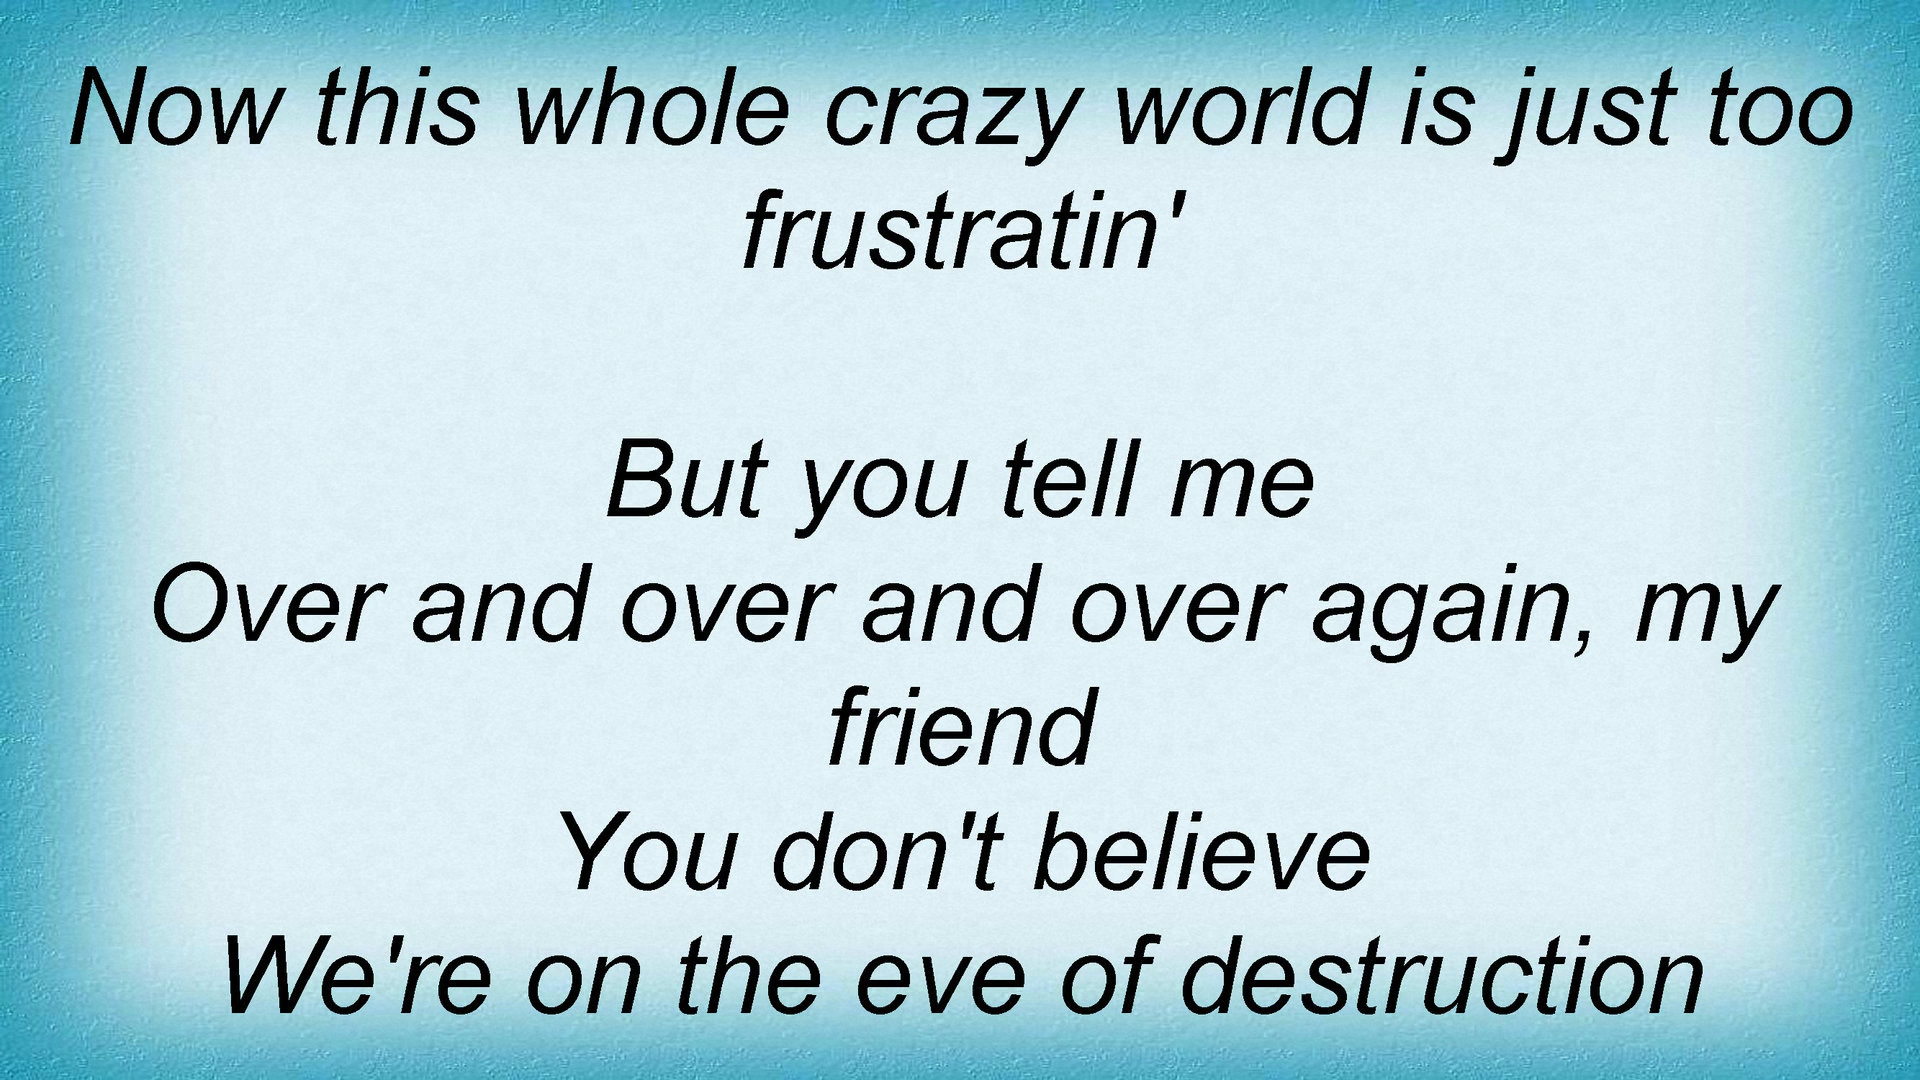 Now this whole crazy world is just too
frustratin'
But you tell me
Over and over and over again, my
friend
You don't believe
We're on the eve of destruction